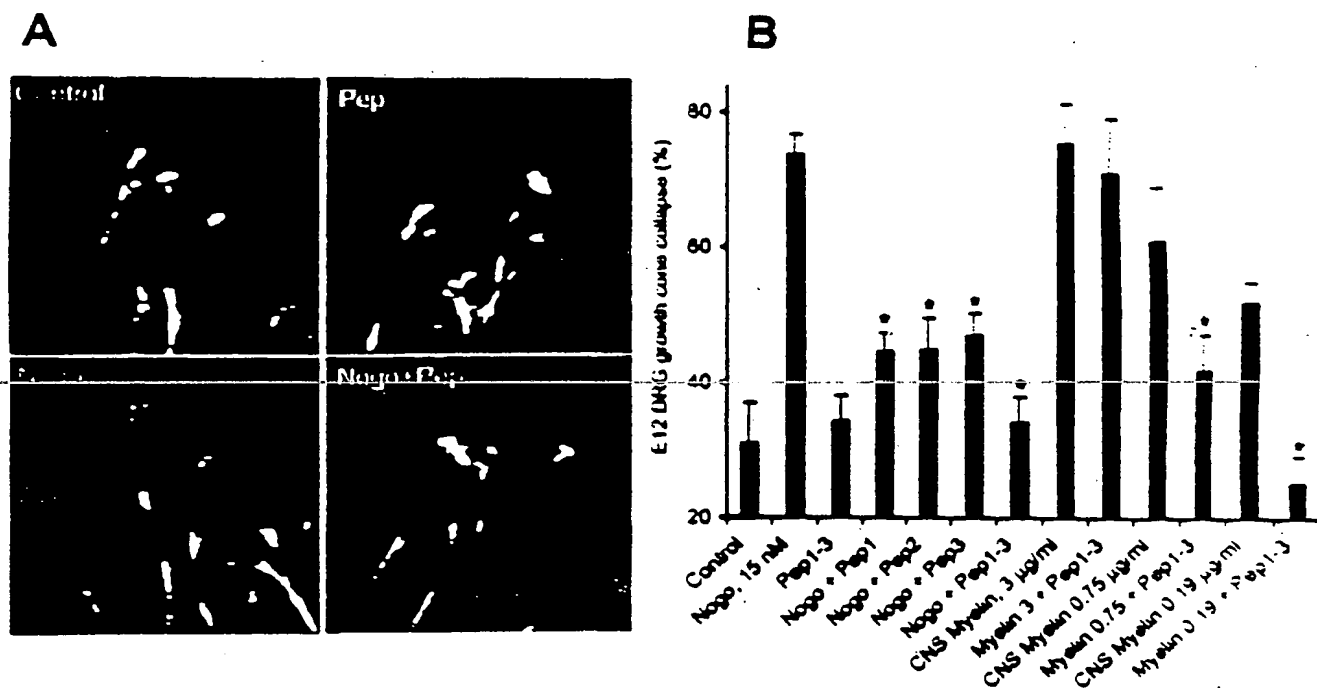 A
B
Control
Pep
Nogo+Pep
E12 DRG growth cone collapse (%)
80
60
40
20
Control
Nogo, 15 nM
Pep1-3
Nogo + Pep1
Nogo + Pep2
Nogo + Pep3
Nogo + Pep1-3
CNS Myelin, 3 µg/ml
Myelin 3 + Pep1-3
CNS Myelin 0.75 µg/ml
Myelin 0.75 + Pep1-3
CNS Myelin 0 19 µg/ml
Myelin 0 19 + Pep1-3